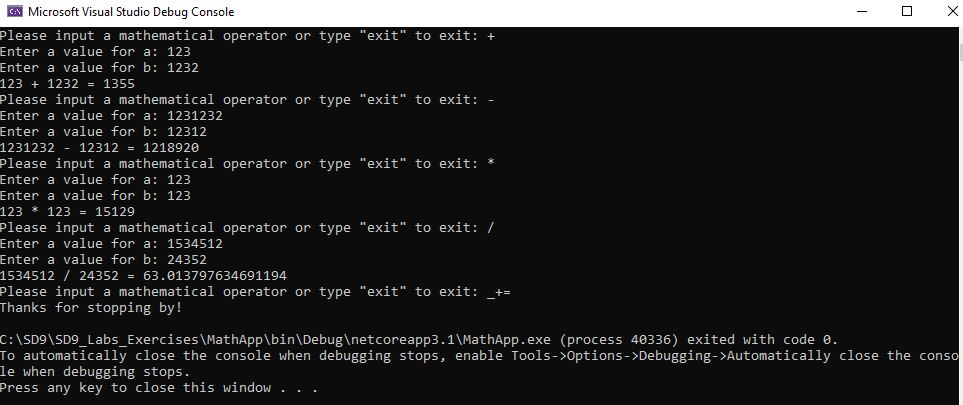 Microsoft Visual Studio Debug Console
Please input a mathematical operator or type "exit" to exit: +
Enter a value for a: 123
Enter a value for b: 1232
123 + 1232 = 1355
Please input a mathematical operator or type "exit" to exit: -
Enter a value for a: 1231232
Enter a value for b: 12312
1231232 - 12312 = 1218920
Please input a mathematical operator or type "exit" to exit: *
Enter a value for a: 123
Enter a value for b: 123
123 * 123 = 15129
Please input a mathematical operator or type "exit" to exit: /
Enter a value for a: 1534512
Enter a value for b: 24352
1534512 / 24352 = 63.013797634691194
Please input a mathematical operator or type "exit" to exit: _+=
Thanks for stopping by!
C:\SD9\SD9_Labs_Exercises\MathApp\bin\Debug\netcoreapp3.1\MathApp.exe (process 40336) exited with code 0.
To automatically close the console when debugging stops, enable Tools->Options->Debugging->Automatically close the conso
le when debugging stops.
Press any key to close this window . . .